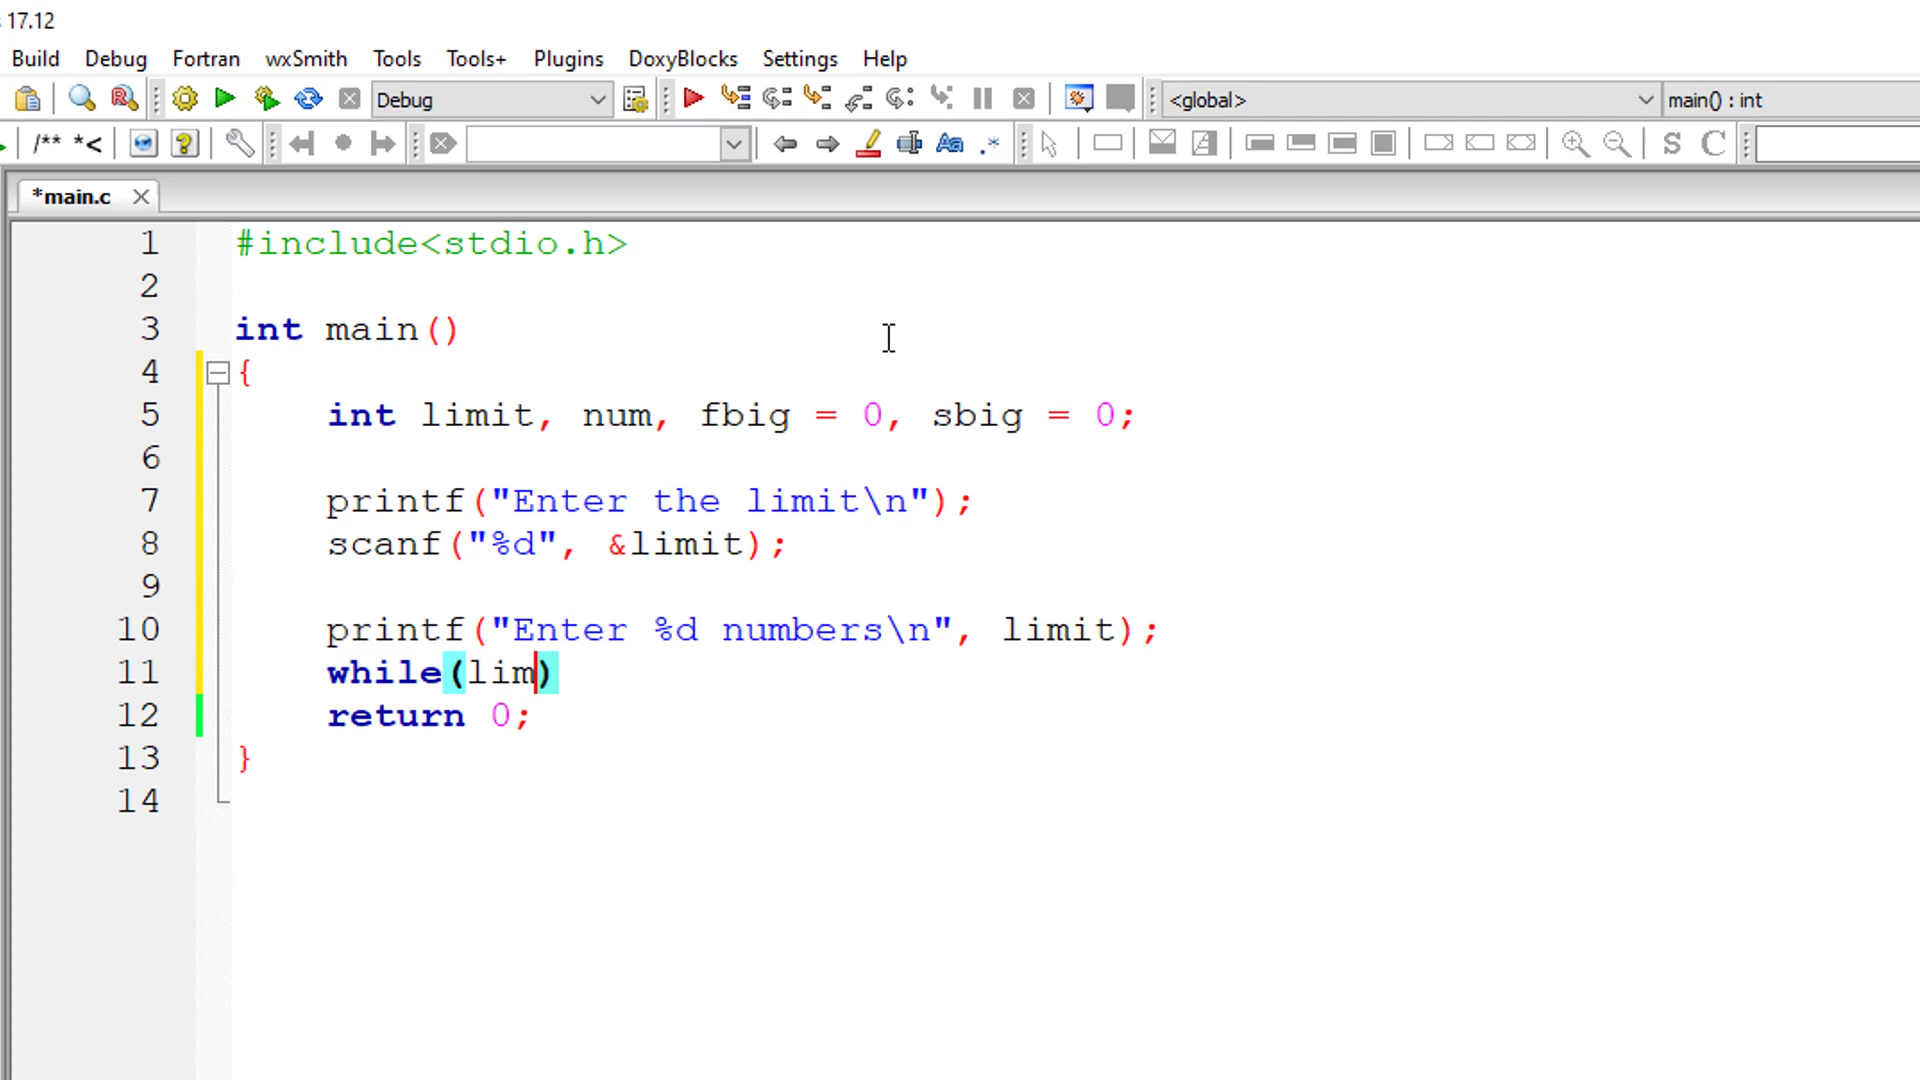 17.12
Build Debug Fortran wxSmith Tools Tools+ Plugins DoxyBlocks Settings Help
Debug <global> main() : int
/** *< Aa .* S C
*main.c
1 #include<stdio.h>
2
3 int main()
4 {
5 int limit, num, fbig = 0, sbig = 0;
6
7 printf("Enter the limit\n");
8 scanf("%d", &limit);
9
10 printf("Enter %d numbers\n", limit);
11 while(lim)
12 return 0;
13 }
14